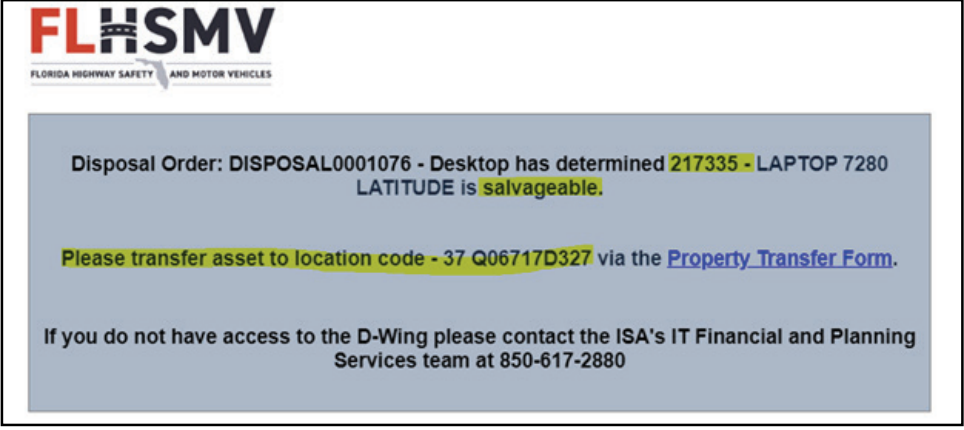 FLHSMV
FLORIDA HIGHWAY SAFETY AND MOTOR VEHICLES
Disposal Order: DISPOSAL0001076 - Desktop has determined 217335 - LAPTOP 7280
LATITUDE is salvageable.
Please transfer asset to location code - 37 Q06717D327 via the Property Transfer Form.
If you do not have access to the D-Wing please contact the ISA's IT Financial and Planning
Services team at 850-617-2880